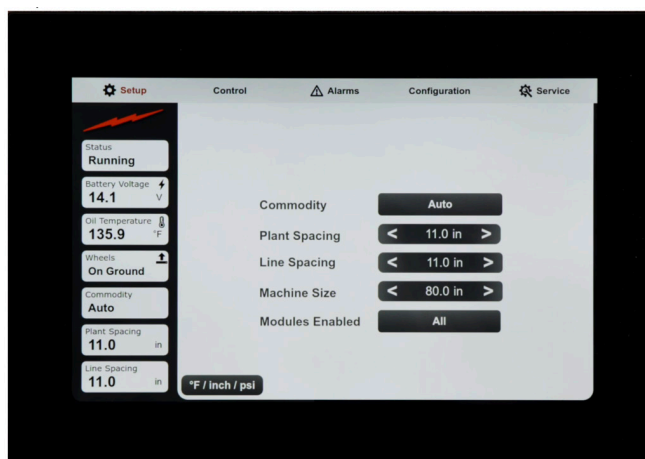 Setup Control Alarms Configuration Service
Status
Running
Battery Voltage
14.1 V
Oil Temperature
135.9 °F
Wheels
On Ground
Commodity
Auto
Plant Spacing
11.0 in
Line Spacing
11.0 in
Commodity Auto
Plant Spacing < 11.0 in >
Line Spacing < 11.0 in >
Machine Size < 80.0 in >
Modules Enabled All
°F / inch / psi